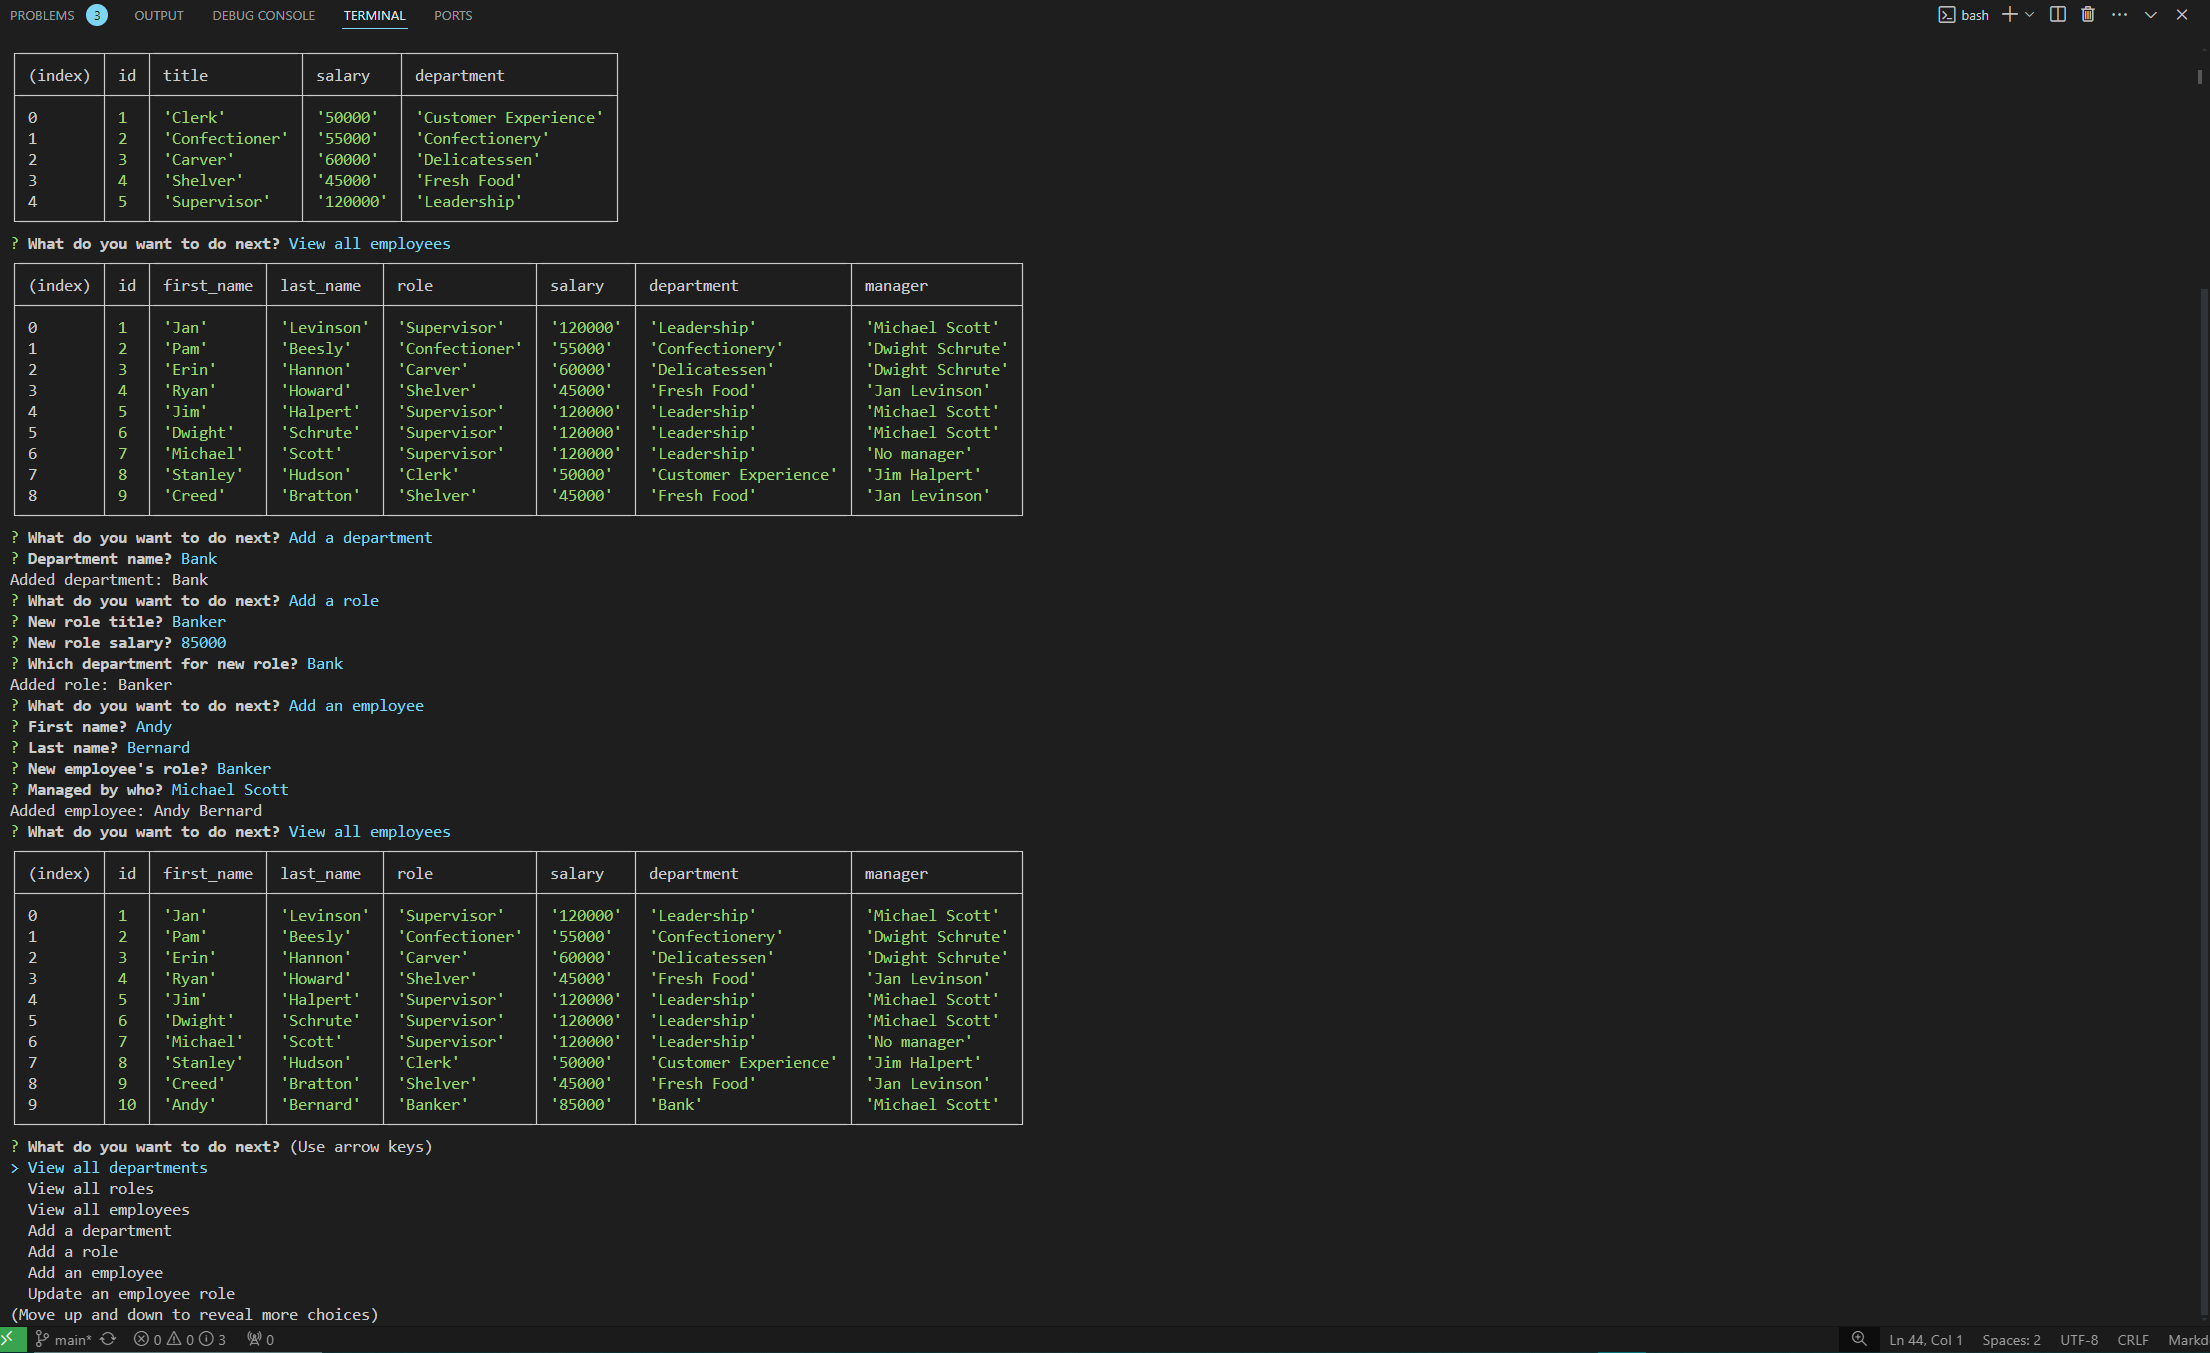 PROBLEMS 3 OUTPUT DEBUG CONSOLE TERMINAL PORTS bash
(index) id title salary department
0 1 'Clerk' '50000' 'Customer Experience'
1 2 'Confectioner' '55000' 'Confectionery'
2 3 'Carver' '60000' 'Delicatessen'
3 4 'Shelver' '45000' 'Fresh Food'
4 5 'Supervisor' '120000' 'Leadership'
? What do you want to do next? View all employees
(index) id first_name last_name role salary department manager
0 1 'Jan' 'Levinson' 'Supervisor' '120000' 'Leadership' 'Michael Scott'
1 2 'Pam' 'Beesly' 'Confectioner' '55000' 'Confectionery' 'Dwight Schrute'
2 3 'Erin' 'Hannon' 'Carver' '60000' 'Delicatessen' 'Dwight Schrute'
3 4 'Ryan' 'Howard' 'Shelver' '45000' 'Fresh Food' 'Jan Levinson'
4 5 'Jim' 'Halpert' 'Supervisor' '120000' 'Leadership' 'Michael Scott'
5 6 'Dwight' 'Schrute' 'Supervisor' '120000' 'Leadership' 'Michael Scott'
6 7 'Michael' 'Scott' 'Supervisor' '120000' 'Leadership' 'No manager'
7 8 'Stanley' 'Hudson' 'Clerk' '50000' 'Customer Experience' 'Jim Halpert'
8 9 'Creed' 'Bratton' 'Shelver' '45000' 'Fresh Food' 'Jan Levinson'
? What do you want to do next? Add a department
? Department name? Bank
Added department: Bank
? What do you want to do next? Add a role
? New role title? Banker
? New role salary? 85000
? Which department for new role? Bank
Added role: Banker
? What do you want to do next? Add an employee
? First name? Andy
? Last name? Bernard
? New employee's role? Banker
? Managed by who? Michael Scott
Added employee: Andy Bernard
? What do you want to do next? View all employees
(index) id first_name last_name role salary department manager
0 1 'Jan' 'Levinson' 'Supervisor' '120000' 'Leadership' 'Michael Scott'
1 2 'Pam' 'Beesly' 'Confectioner' '55000' 'Confectionery' 'Dwight Schrute'
2 3 'Erin' 'Hannon' 'Carver' '60000' 'Delicatessen' 'Dwight Schrute'
3 4 'Ryan' 'Howard' 'Shelver' '45000' 'Fresh Food' 'Jan Levinson'
4 5 'Jim' 'Halpert' 'Supervisor' '120000' 'Leadership' 'Michael Scott'
5 6 'Dwight' 'Schrute' 'Supervisor' '120000' 'Leadership' 'Michael Scott'
6 7 'Michael' 'Scott' 'Supervisor' '120000' 'Leadership' 'No manager'
7 8 'Stanley' 'Hudson' 'Clerk' '50000' 'Customer Experience' 'Jim Halpert'
8 9 'Creed' 'Bratton' 'Shelver' '45000' 'Fresh Food' 'Jan Levinson'
9 10 'Andy' 'Bernard' 'Banker' '85000' 'Bank' 'Michael Scott'
? What do you want to do next? (Use arrow keys)
> View all departments
View all roles
View all employees
Add a department
Add a role
Add an employee
Update an employee role
(Move up and down to reveal more choices)
main* 0 0 3 0 Ln 44, Col 1 Spaces: 2 UTF-8 CRLF Markd